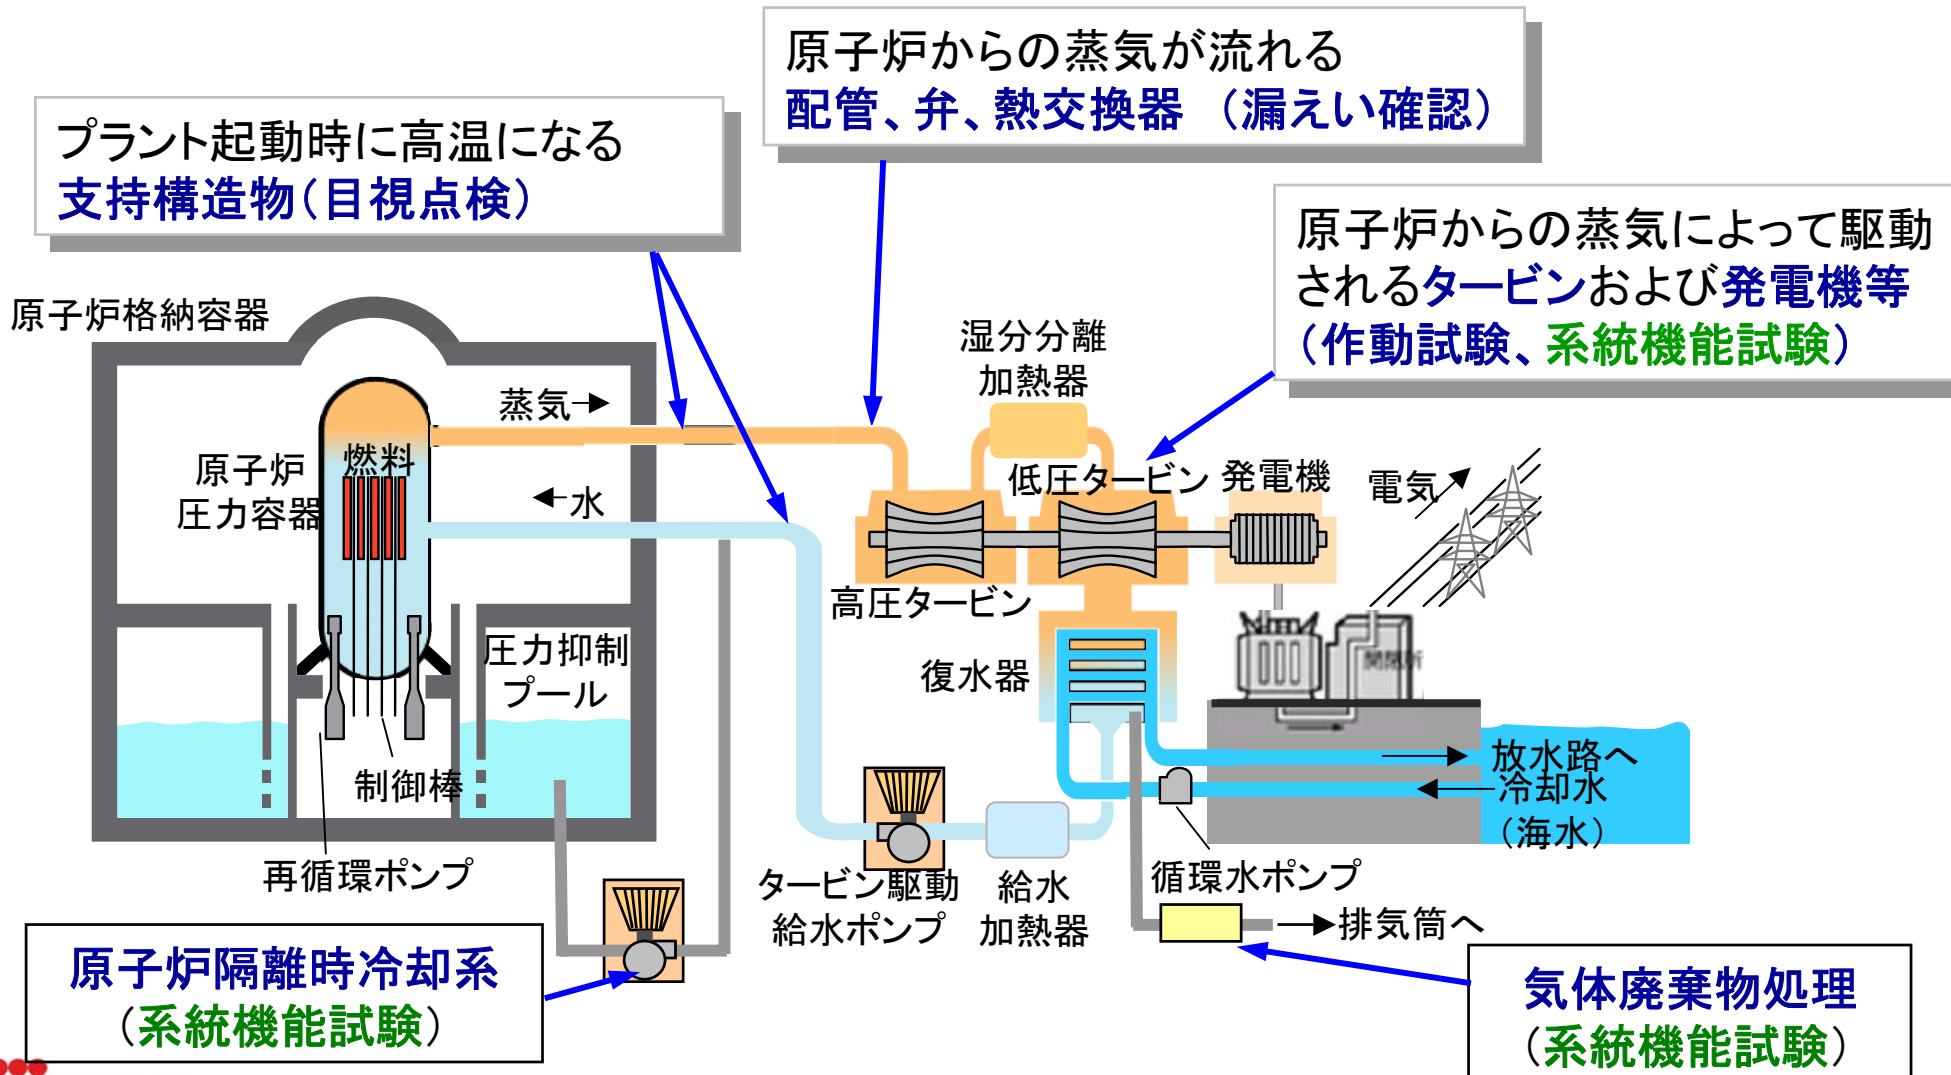 原子炉からの蒸気が流れる
配管、弁、熱交換器 （漏えい確認）
プラント起動時に高温になる
支持構造物（目視点検）
原子炉からの蒸気によって駆動
されるタービンおよび発電機等
（作動試験、系統機能試験）
原子炉格納容器
湿分分離
加熱器
蒸気
原子炉
圧力容器
燃料
水
低圧タービン
発電機
電気
高圧タービン
圧力抑制
プール
復水器
開閉所
制御棒
放水路へ
冷却水
（海水）
再循環ポンプ
タービン駆動
給水ポンプ
給水
加熱器
循環水ポンプ
排気筒へ
原子炉隔離時冷却系
（系統機能試験）
気体廃棄物処理
（系統機能試験）